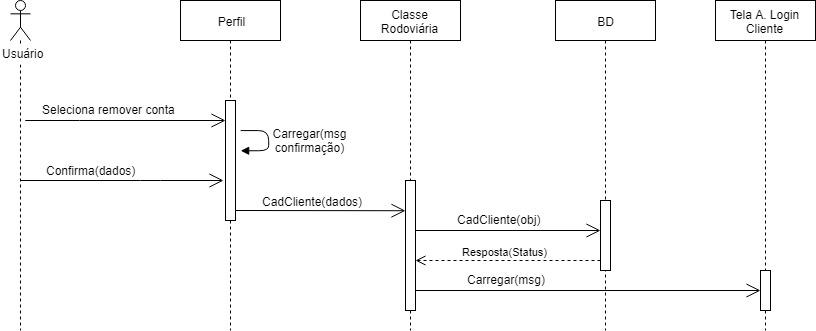 Usuário
Perfil
Classe
Rodoviária
BD
Tela A. Login
Cliente
Seleciona remover conta
Carregar(msg
confirmação)
Confirma(dados)
CadCliente(dados)
CadCliente(obj)
Resposta(Status)
Carregar(msg)